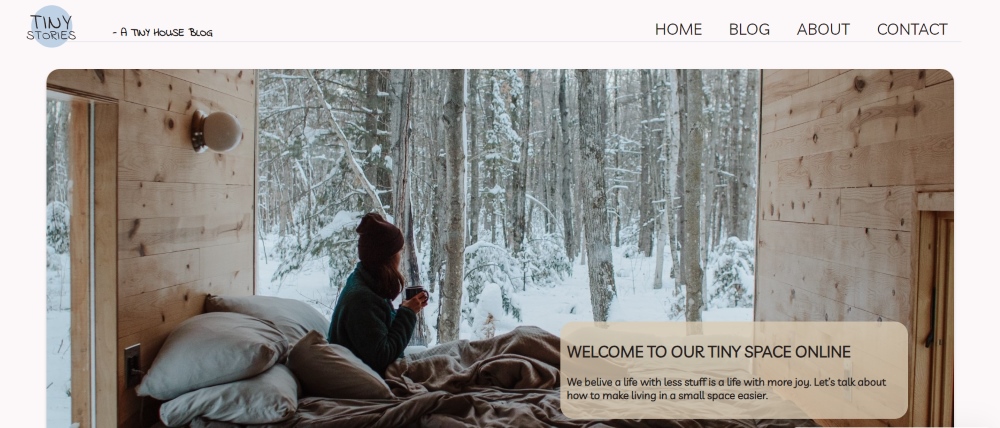 TINY
STORIES
- A TINY HOUSE BLOG
HOME BLOG ABOUT CONTACT
WELCOME TO OUR TINY SPACE ONLINE
We belive a life with less stuff is a life with more joy. Let's talk about
how to make living in a small space easier.